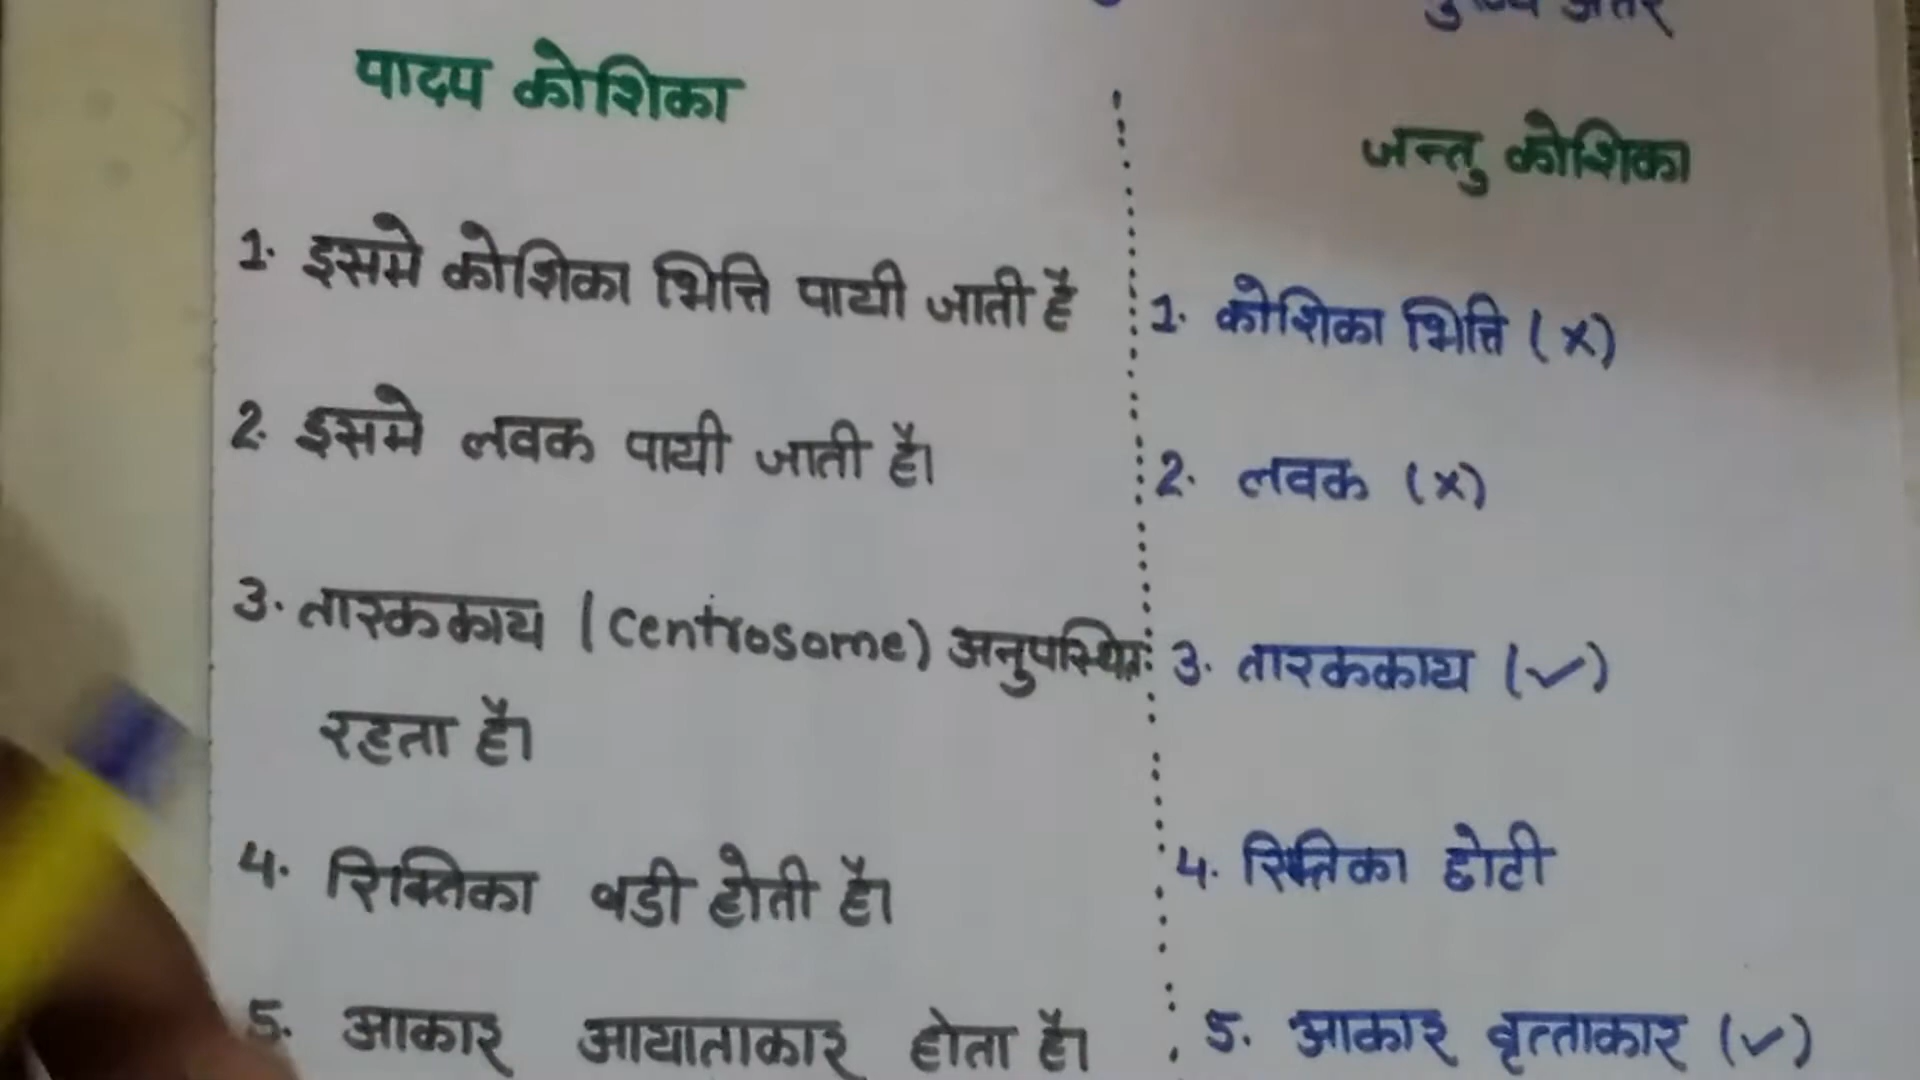 अंतर
पादप कोशिका
जन्तु कोशिका
1. इसमे कोशिका भित्ति पायी जाती है
1. कोशिका भित्ति (x)
2. इसमे लवक पायी जाती है।
2. लवक (x)
3. तारककाय (Centrosome) अनुपस्थित
रहता है।
3. तारककाय (✓)
4. रिक्तिका बडी होती है।
4. रिक्तिका छोटी
5. आकार आयाताकार होता है।
5. आकार वृत्ताकार (✓)